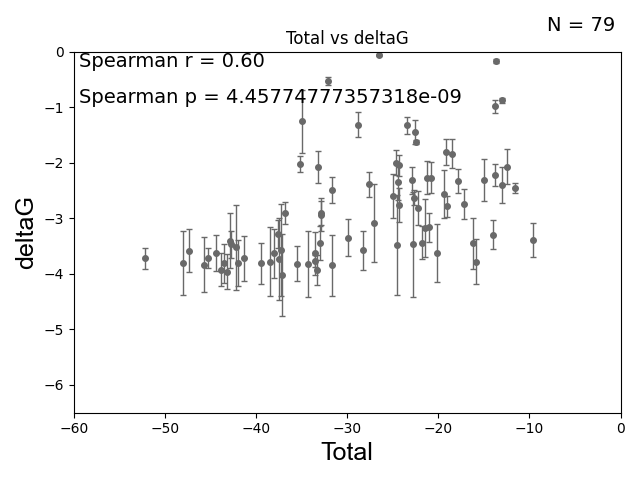 N = 79
Total vs deltaG
Spearman r = 0.60
Spearman p = 4.45774777357318e-09
0
−1
−2
−3
−4
−5
−6
deltaG
−60 −50 −40 −30 −20 −10 0
Total